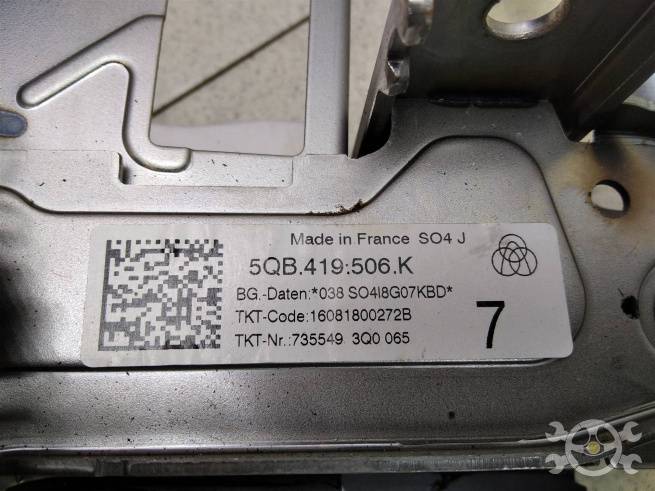 Made in France SO4 J
5QB.419.506.K
BG.-Daten:*038 SO4I8G07KBD*
TKT-Code:16081800272B
TKT-Nr.:735549 3Q0 065
7